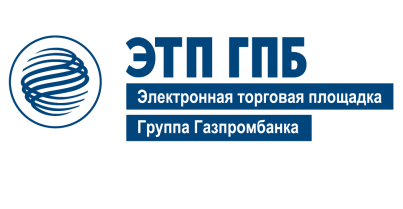 ЭТП ГПБ
Электронная торговая площадка
Группа Газпромбанка